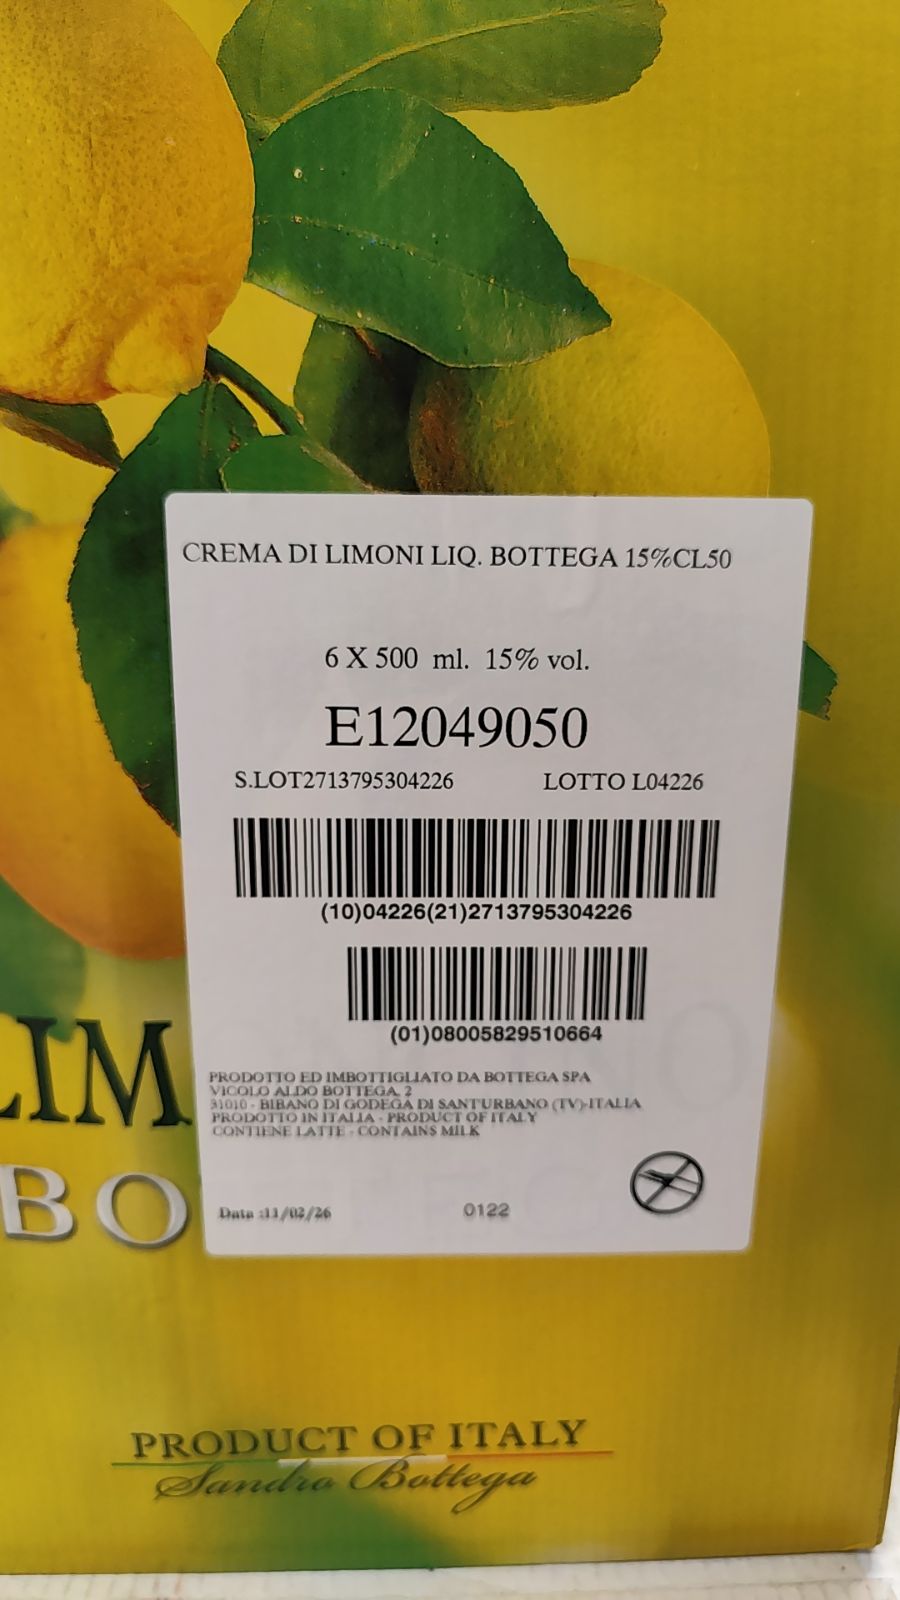 CREMA DI LIMONI LIQ. BOTTEGA 15%CL50
6 X 500 ml. 15% vol.
E12049050
S.LOT2713795304226 LOTTO L04226
(10)04226(21)2713795304226
(01)08005829510664
PRODOTTO ED IMBOTTIGLIATO DA BOTTEGA SPA
VICOLO ALDO BOTTEGA, 2
31010 - BIBANO DI GODEGA DI SANT'URBANO (TV)-ITALIA
PRODOTTO IN ITALIA - PRODUCT OF ITALY
CONTIENE LATTE - CONTAINS MILK
Data :11/02/26 0122
LIM
BO
PRODUCT OF ITALY
Sandro Bottega